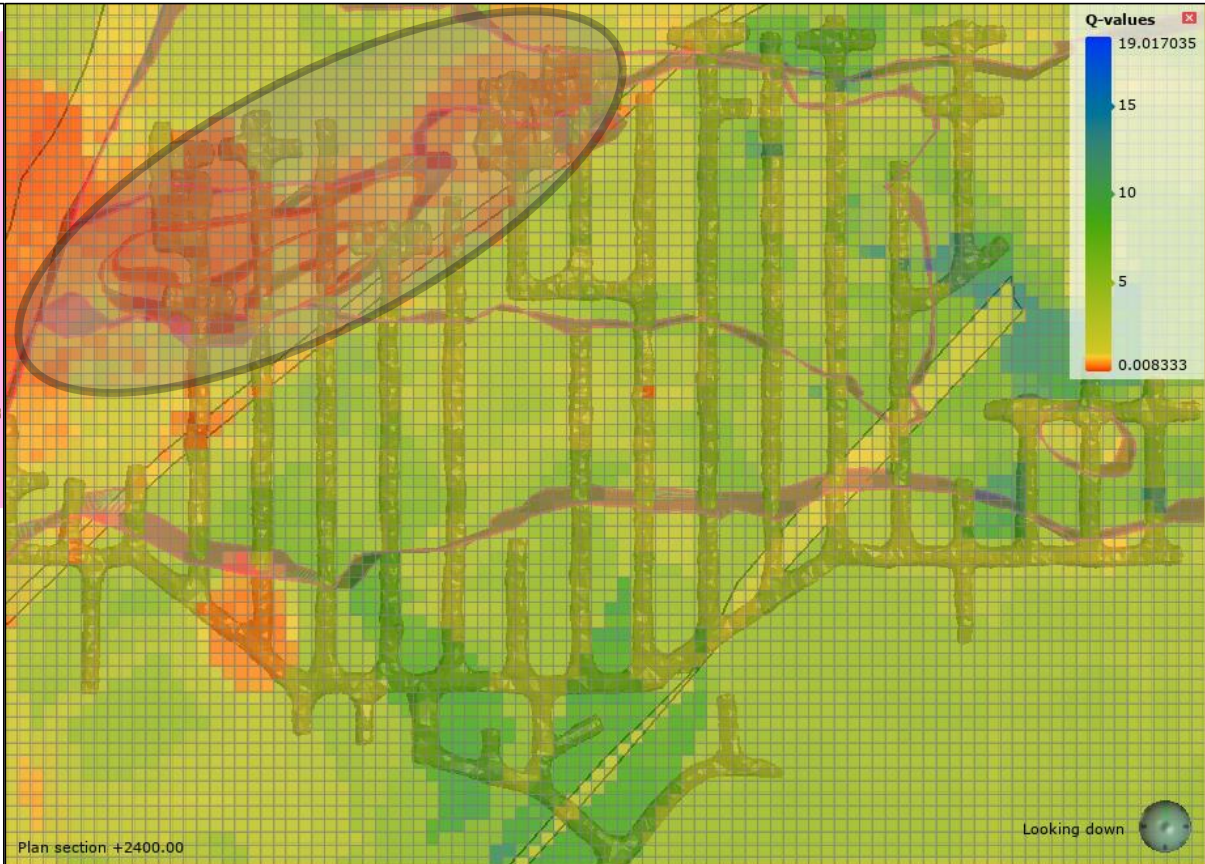 Q-values
19.017035
15
10
5
0.008333
Looking down
Plan section +2400.00